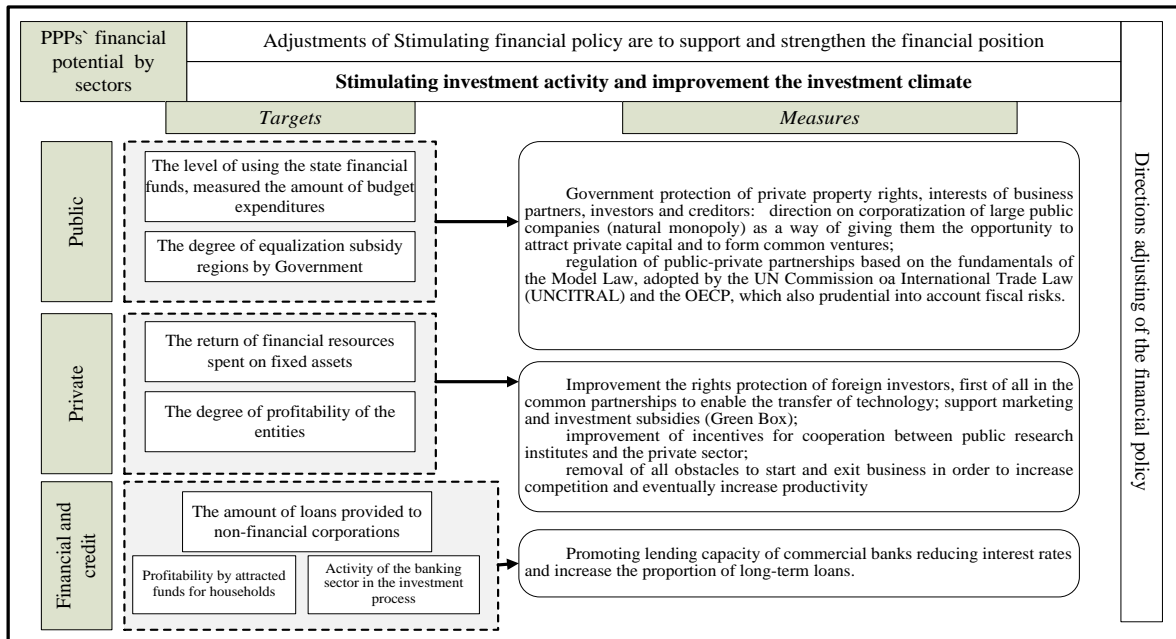 PPPs` financial
potential by
sectors
Adjustments of Stimulating financial policy are to support and strengthen the financial position
Stimulating investment activity and improvement the investment climate
Targets
Measures
Public
The level of using the state financial
funds, measured the amount of budget
expenditures
The degree of equalization subsidy
regions by Government
Government protection of private property rights, interests of business
partners, investors and creditors: direction on corporatization of large public
companies (natural monopoly) as a way of giving them the opportunity to
attract private capital and to form common ventures;
regulation of public-private partnerships based on the fundamentals of
the Model Law, adopted by the UN Commission oa International Trade Law
(UNCITRAL) and the OECP, which also prudential into account fiscal risks.
Private
The return of financial resources
spent on fixed assets
The degree of profitability of the
entities
Improvement the rights protection of foreign investors, first of all in the
common partnerships to enable the transfer of technology; support marketing
and investment subsidies (Green Box);
improvement of incentives for cooperation between public research
institutes and the private sector;
removal of all obstacles to start and exit business in order to increase
competition and eventually increase productivity
Financial and
credit
The amount of loans provided to
non-financial corporations
Profitability by attracted
funds for households
Activity of the banking
sector in the investment
process
Promoting lending capacity of commercial banks reducing interest rates
and increase the proportion of long-term loans.
Directions adjusting of the financial policy